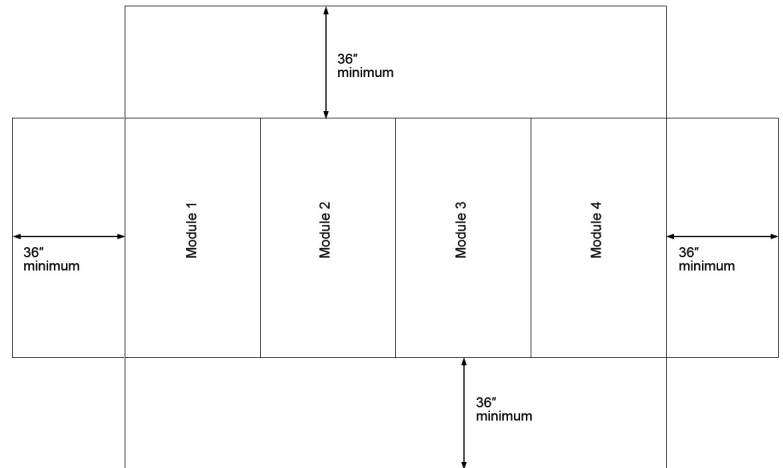 36″
minimum
Module 1
Module 2
Module 3
Module 4
36″
minimum
36″
minimum
36″
minimum